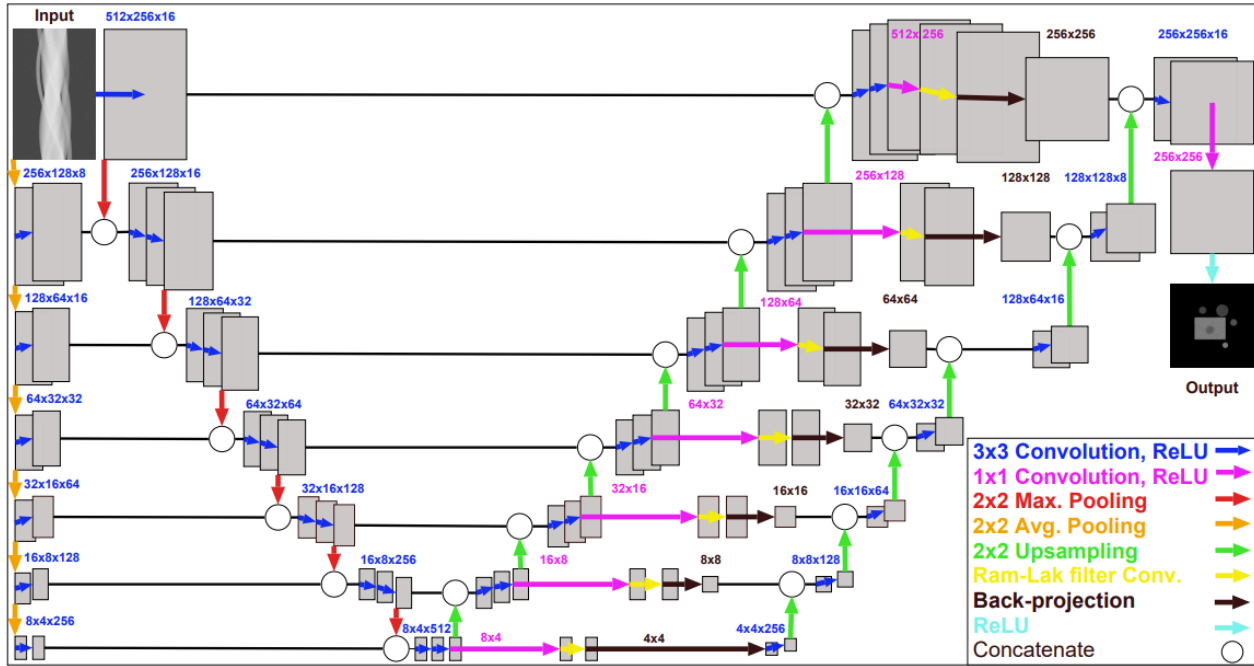 Input
512x256x16
512x256
256x256
256x256x16
256x128x8
256x128x16
256x128
128x128
128x128x8
256x256
128x64x16
128x64x32
128x64
64x64
128x64x16
64x32x32
64x32x64
64x32
32x32
64x32x32
Output
32x16x64
32x16x128
32x16
16x16
16x16x64
16x8x128
16x8x256
16x8
8x8
8x8x128
8x4x256
8x4x512
8x4
4x4
4x4x256
3x3 Convolution, ReLU
1x1 Convolution, ReLU
2x2 Max. Pooling
2x2 Avg. Pooling
2x2 Upsampling
Ram-Lak filter Conv.
Back-projection
ReLU
Concatenate